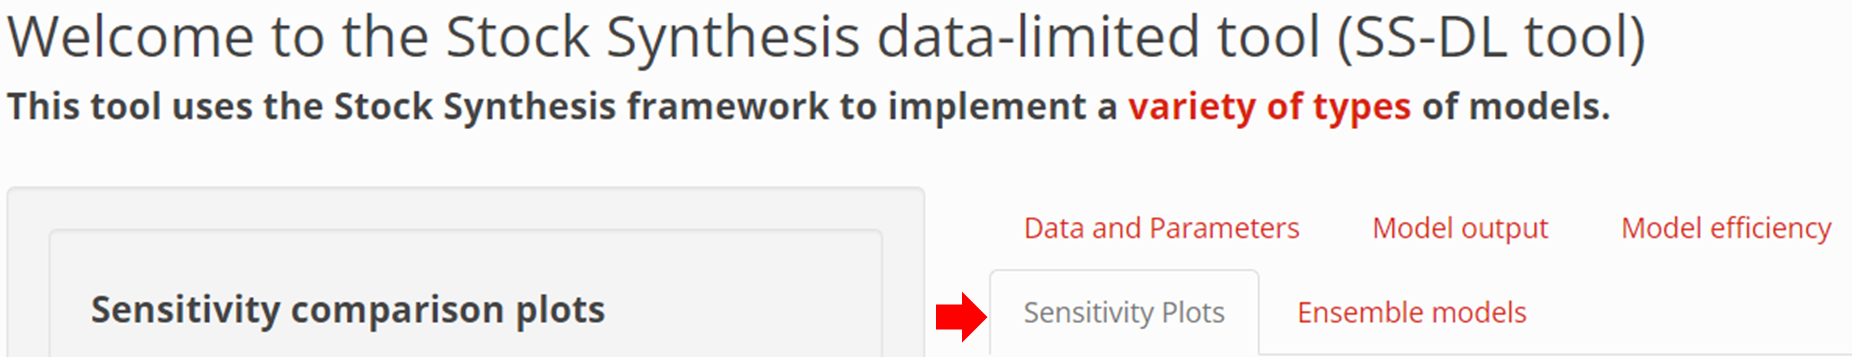 Welcome to the Stock Synthesis data-limited tool (SS-DL tool)
This tool uses the Stock Synthesis framework to implement a variety of types of models.
Sensitivity comparison plots
Data and Parameters Model output Model efficiency
Sensitivity Plots Ensemble models